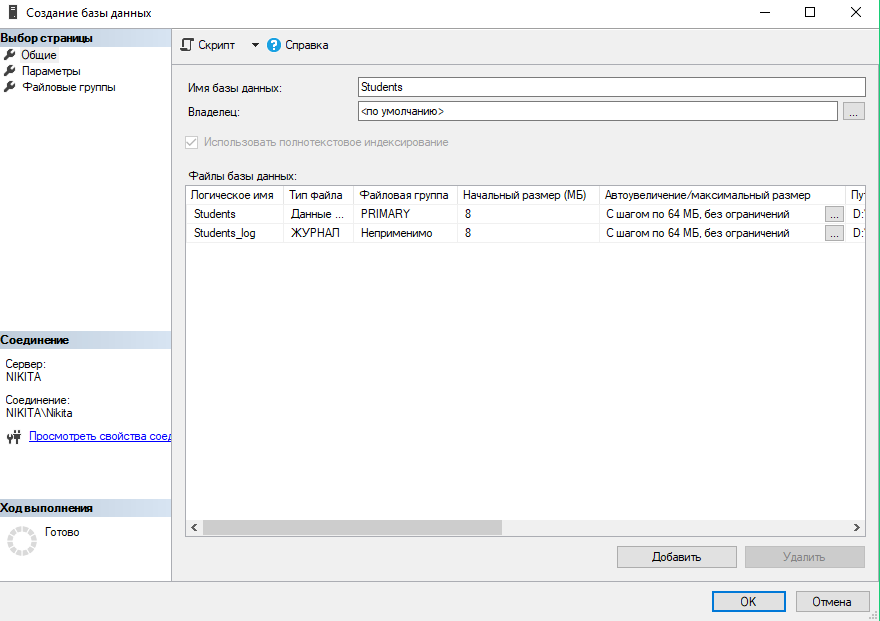 Создание базы данных
Выбор страницы
Общие
Параметры
Файловые группы
Скрипт
Справка
Имя базы данных: Students
Владелец: <по умолчанию> ...
Использовать полнотекстовое индексирование
Файлы базы данных:
Логическое имя Тип файла Файловая группа Начальный размер (МБ) Автоувеличение/максимальный размер Пу
Students Данные ... PRIMARY 8 С шагом по 64 МБ, без ограничений ... D:
Students_log ЖУРНАЛ Неприменимо 8 С шагом по 64 МБ, без ограничений ... D:
Соединение
Сервер:
NIKITA
Соединение:
NIKITA\Nikita
Просмотреть свойства соед
Ход выполнения
Готово
Добавить Удалить
OK Отмена